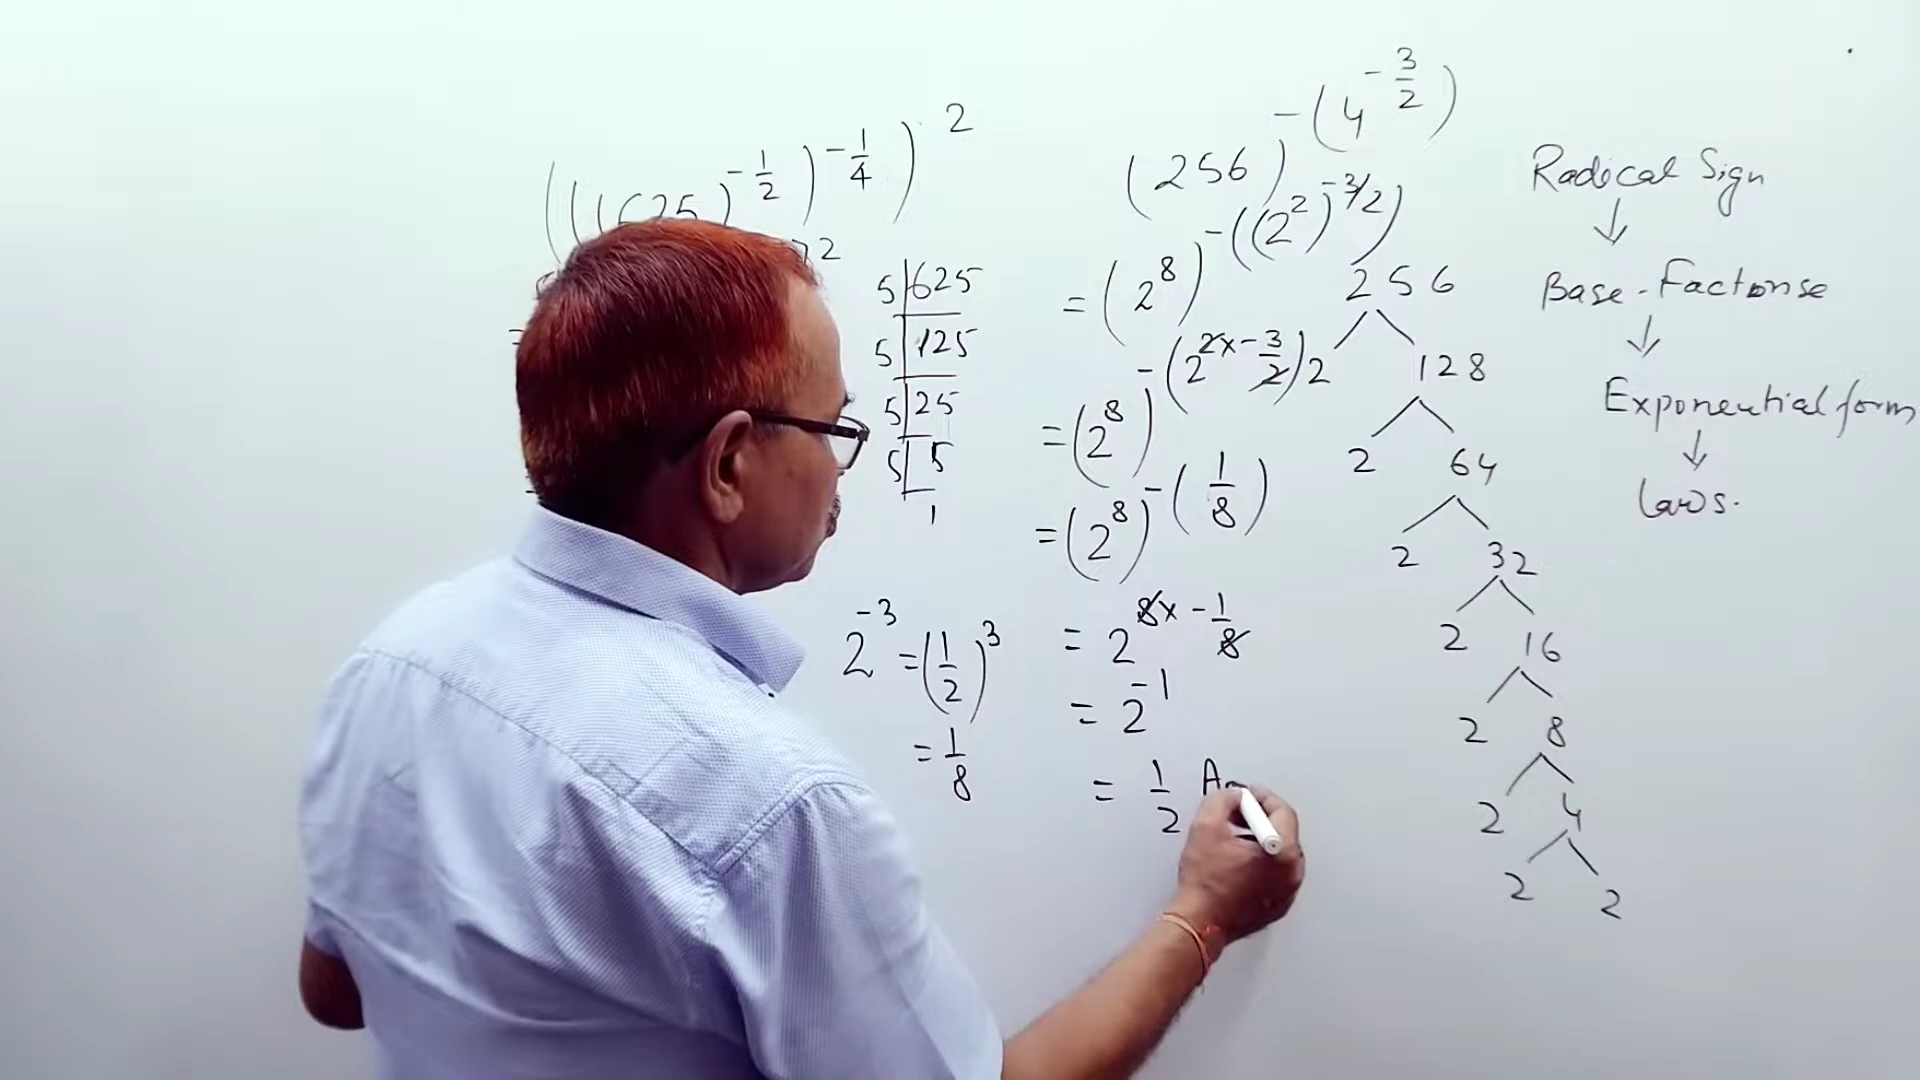 (((625)^{-1/2})^{-1/4})^2
2
5|625
5|125
5|25
5|5
1
2^{-3} = (1/2)^3
= 1/8
(256)^{-(4^{-3/2})}
= (2^8)^{-((2^2)^{-3/2})}
= (2^8)^{-(2^{2x-3/2})}
= (2^8)^{-(1/8)}
= 2^{8x-1/8}
= 2^{-1}
= 1/2 An
256
2 128
2 64
2 32
2 16
2 8
2 4
2 2
Radical Sign
↓
Base - Factorise
↓
Exponential form
↓
laws.